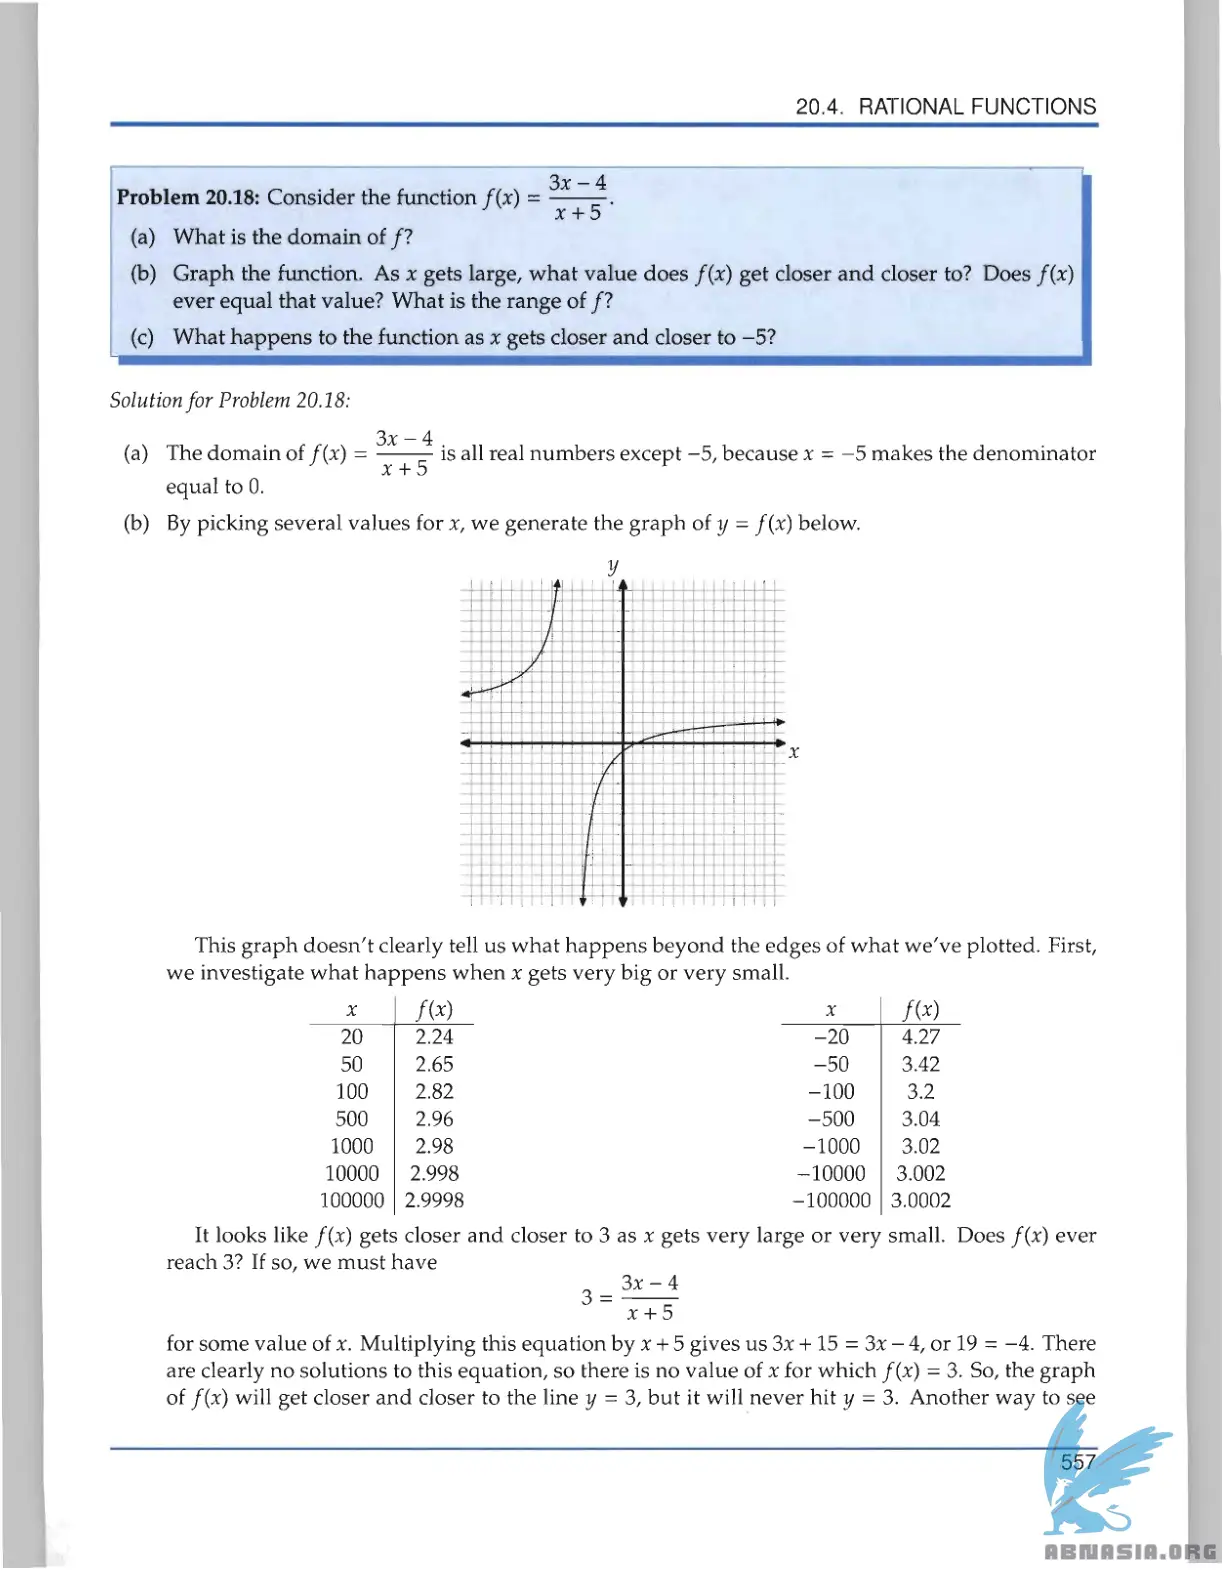 20.4. RATIONAL FUNCTIONS
Problem 20.18: Consider the function f(x) = (3x − 4)/(x + 5).
(a) What is the domain of f?
(b) Graph the function. As x gets large, what value does f(x) get closer and closer to? Does f(x)
ever equal that value? What is the range of f?
(c) What happens to the function as x gets closer and closer to −5?
Solution for Problem 20.18:
(a) The domain of f(x) = (3x − 4)/(x + 5) is all real numbers except −5, because x = −5 makes the denominator
equal to 0.
(b) By picking several values for x, we generate the graph of y = f(x) below.
y
x
This graph doesn't clearly tell us what happens beyond the edges of what we've plotted. First,
we investigate what happens when x gets very big or very small.
x f(x) x f(x)
20 2.24 −20 4.27
50 2.65 −50 3.42
100 2.82 −100 3.2
500 2.96 −500 3.04
1000 2.98 −1000 3.02
10000 2.998 −10000 3.002
100000 2.9998 −100000 3.0002
It looks like f(x) gets closer and closer to 3 as x gets very large or very small. Does f(x) ever
reach 3? If so, we must have
3 = (3x − 4)/(x + 5)
for some value of x. Multiplying this equation by x + 5 gives us 3x + 15 = 3x − 4, or 19 = −4. There
are clearly no solutions to this equation, so there is no value of x for which f(x) = 3. So, the graph
of f(x) will get closer and closer to the line y = 3, but it will never hit y = 3. Another way to see
557
ABNASIA.ORG